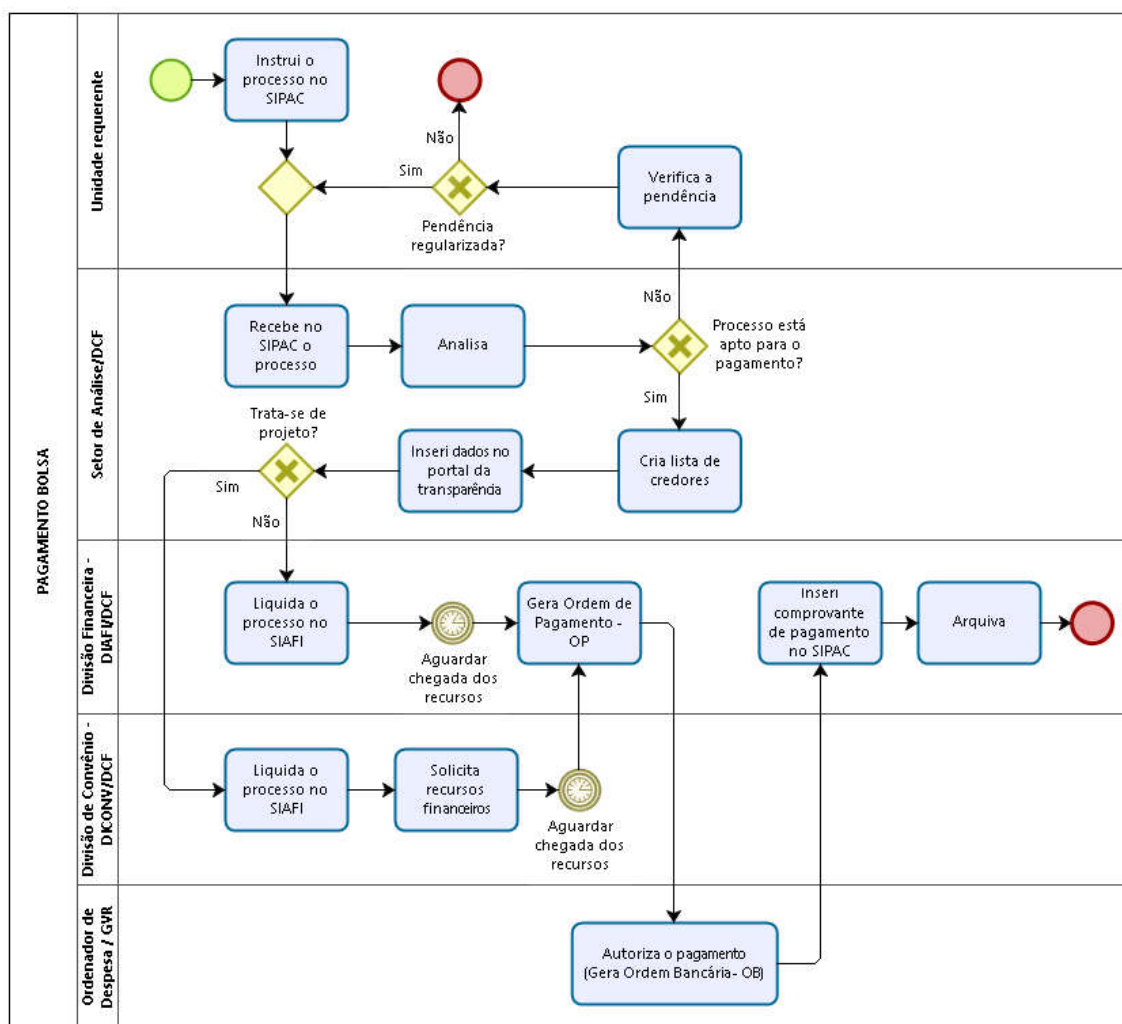 PAGAMENTO BOLSA
Unidade requerente
Instrui o
processo no
SIPAC
Não
Sim
Pendência
regularizada?
Verifica a
pendência
Setor de Análise/DCF
Recebe no
SIPAC o
processo
Analisa
Não
Processo está
apto para o
pagamento?
Sim
Trata-se de
projeto?
Sim
Não
Inseri dados no
portal da
transparência
Cria lista de
credores
Divisão Financeira -
DIAFI/DCF
Liquida o
processo no
SIAFI
Aguardar
chegada dos
recursos
Gera Ordem de
Pagamento -
OP
Inseri
comprovante
de pagamento
no SIPAC
Arquiva
Divisão de Convênio -
DICONV/DCF
Liquida o
processo no
SIAFI
Solicita
recursos
financeiros
Aguardar
chegada dos
recursos
Ordenador de
Despesa / GVR
Autoriza o pagamento
(Gera Ordem Bancária- OB)